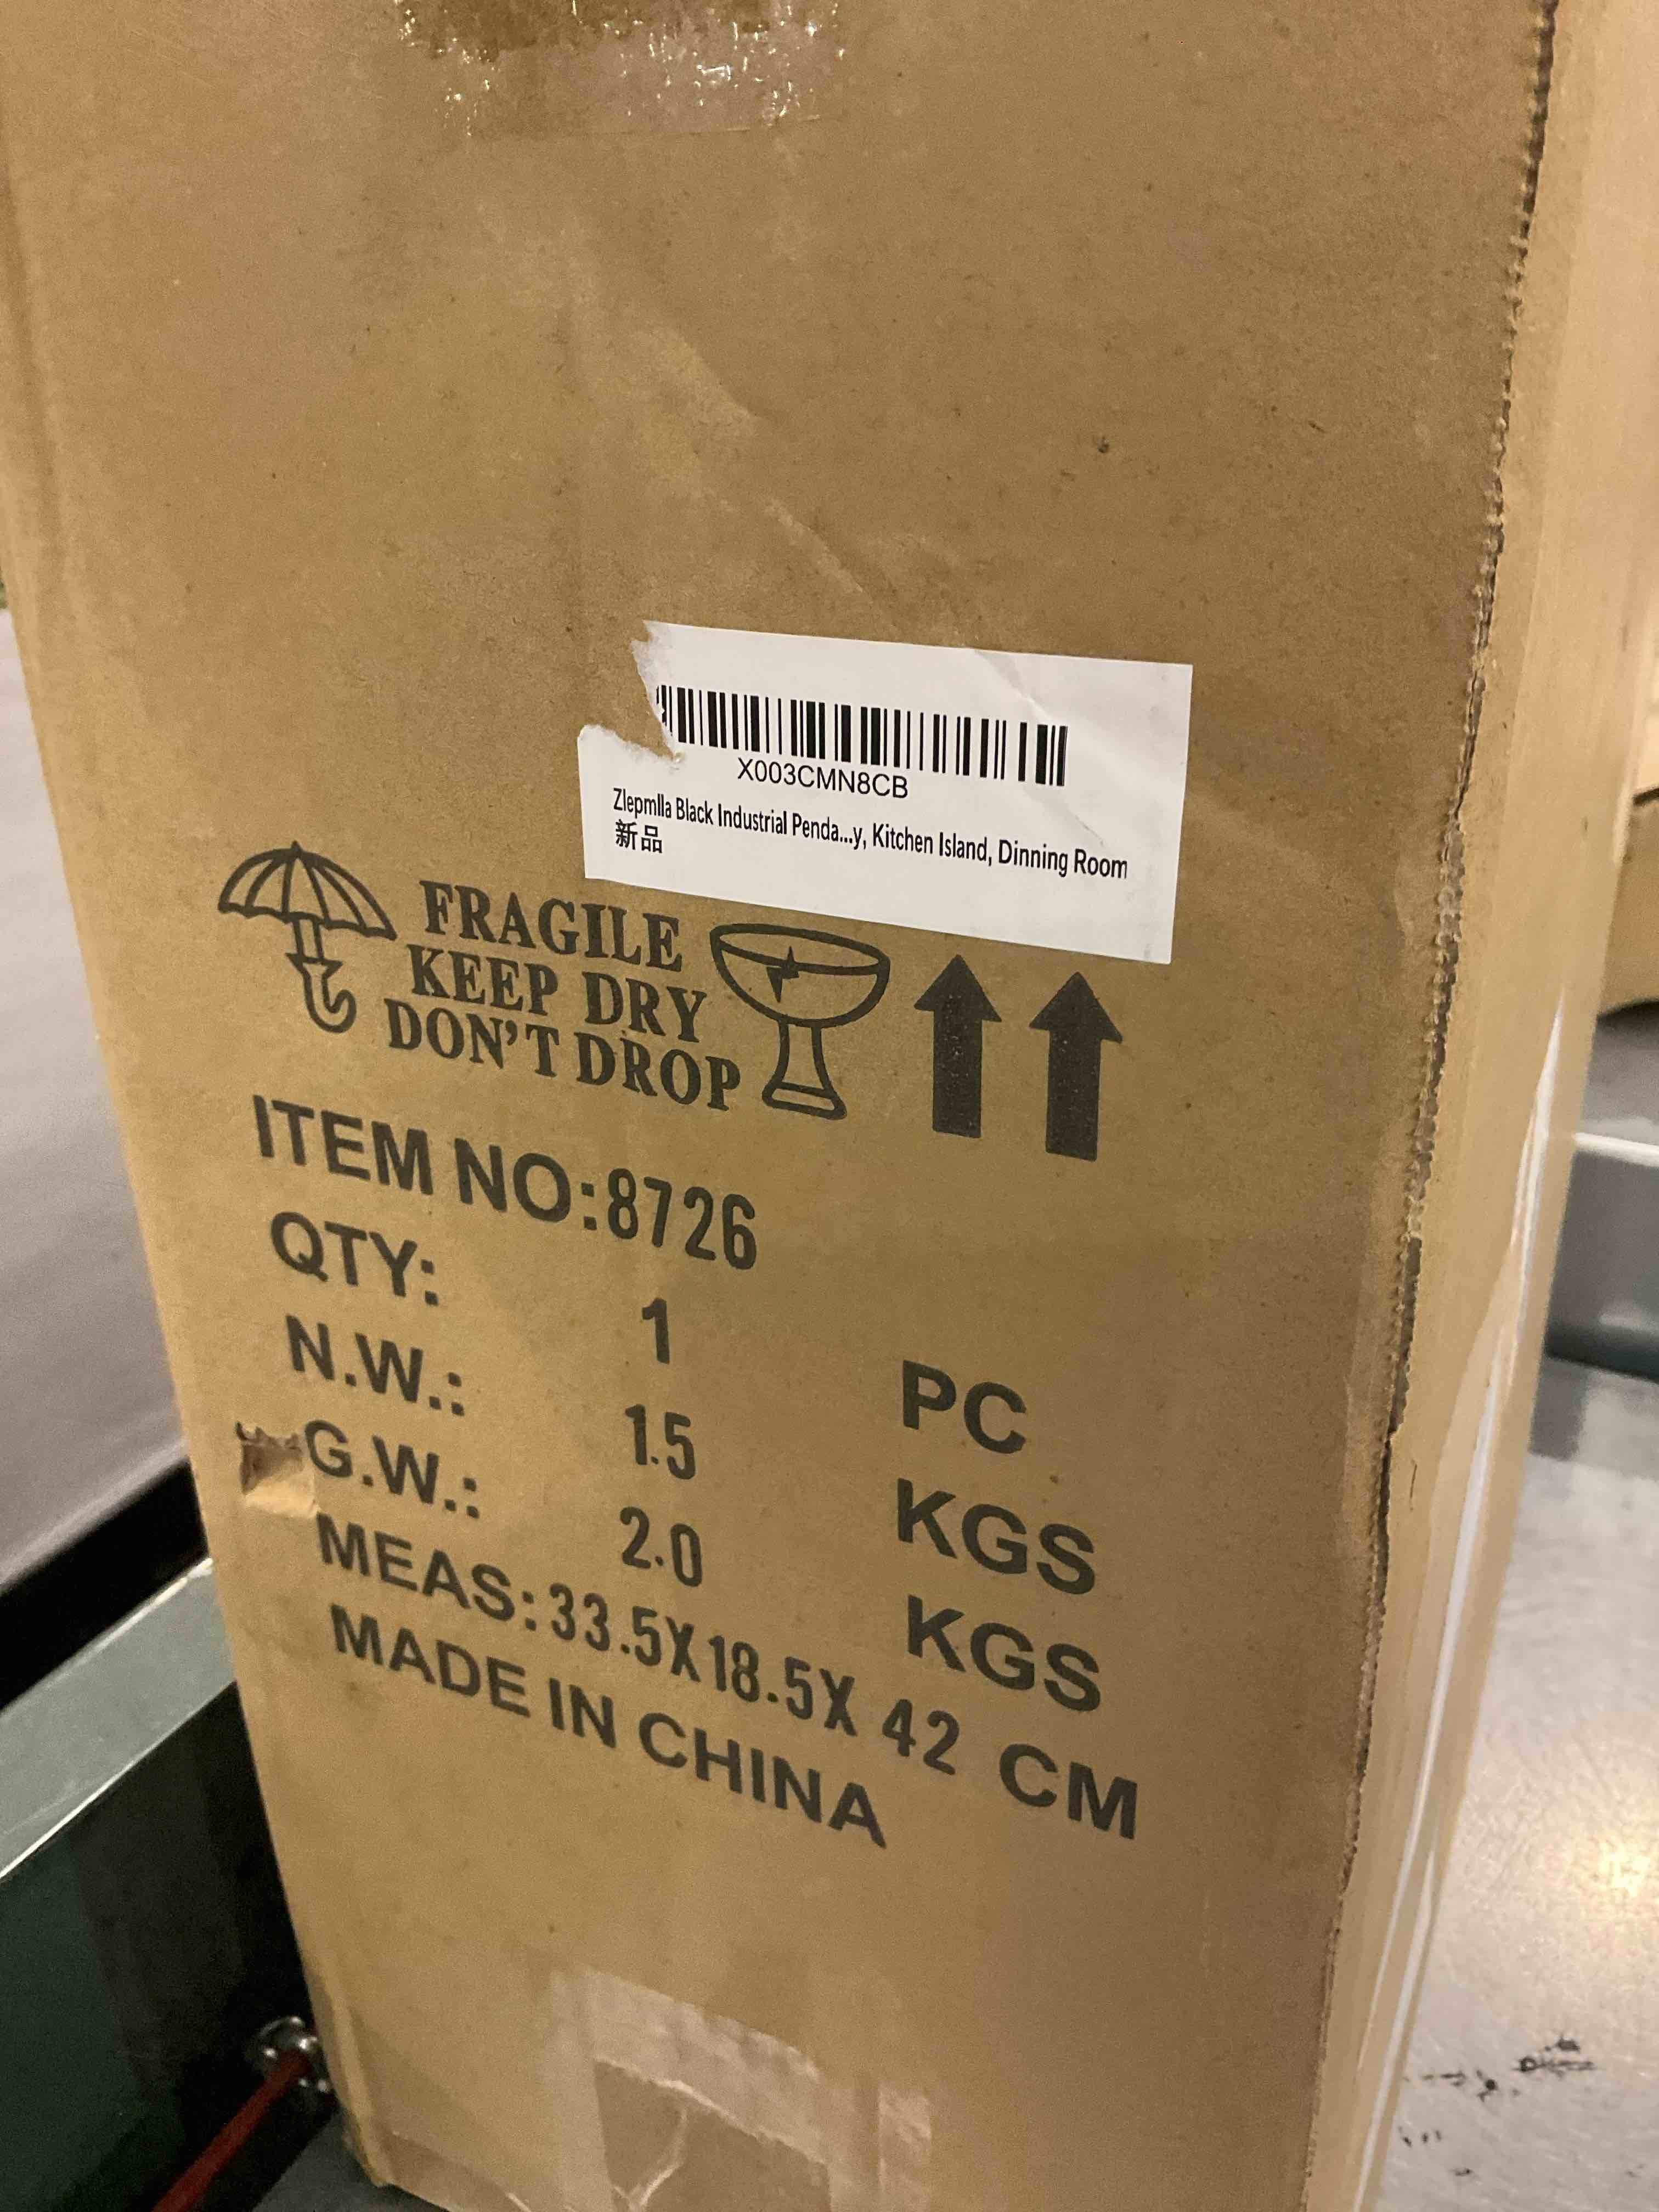 X003CMN8CB
Zlepmlla Black Industrial Penda...y, Kitchen Island, Dinning Room
新品
FRAGILE
KEEP DRY
DON'T DROP
ITEM NO:8726
QTY: 1 PC
N.W.: 1.5 KGS
G.W.: 2.0 KGS
MEAS:33.5X18.5X 42 CM
MADE IN CHINA